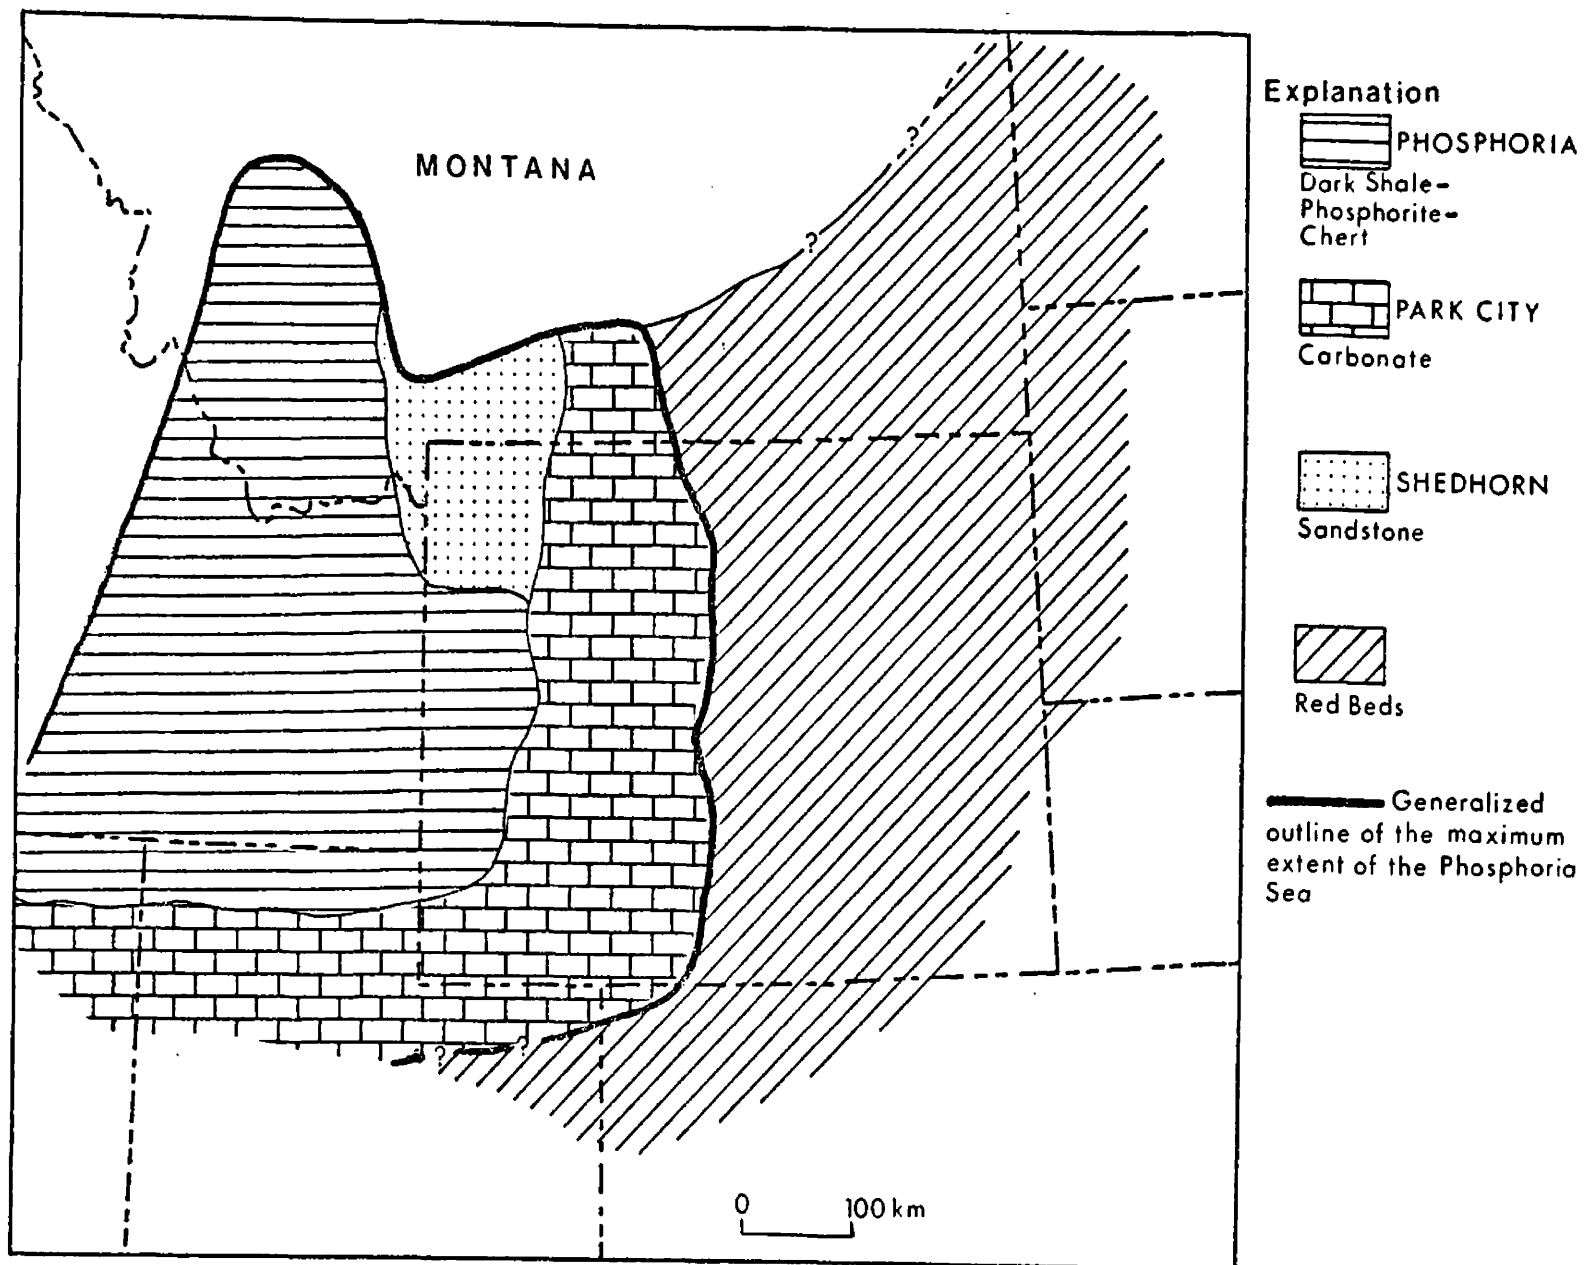 MONTANA
?
?
?
?
0 100 km
Explanation
PHOSPHORIA
Dark Shale-
Phosphorite-
Chert
PARK CITY
Carbonate
SHEDHORN
Sandstone
Red Beds
Generalized
outline of the maximum
extent of the Phosphoria
Sea